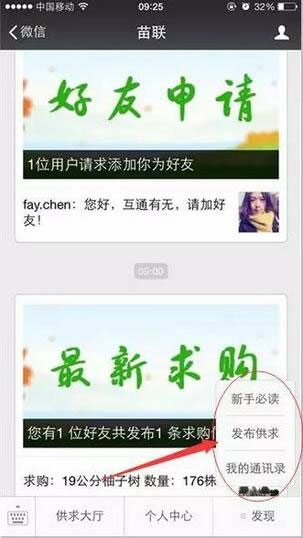 中国移动 09:25 32%
微信 苗联
好友申请
1位用户请求添加你为好友
fay.chen：您好，互通有无，请加好
友！
09:00
最新求购
您有1 位好友共发布1 条求购
新手必读
发布供求
我的通讯录
求购：19公分柚子树 数量：176株
供求大厅 个人中心 发现